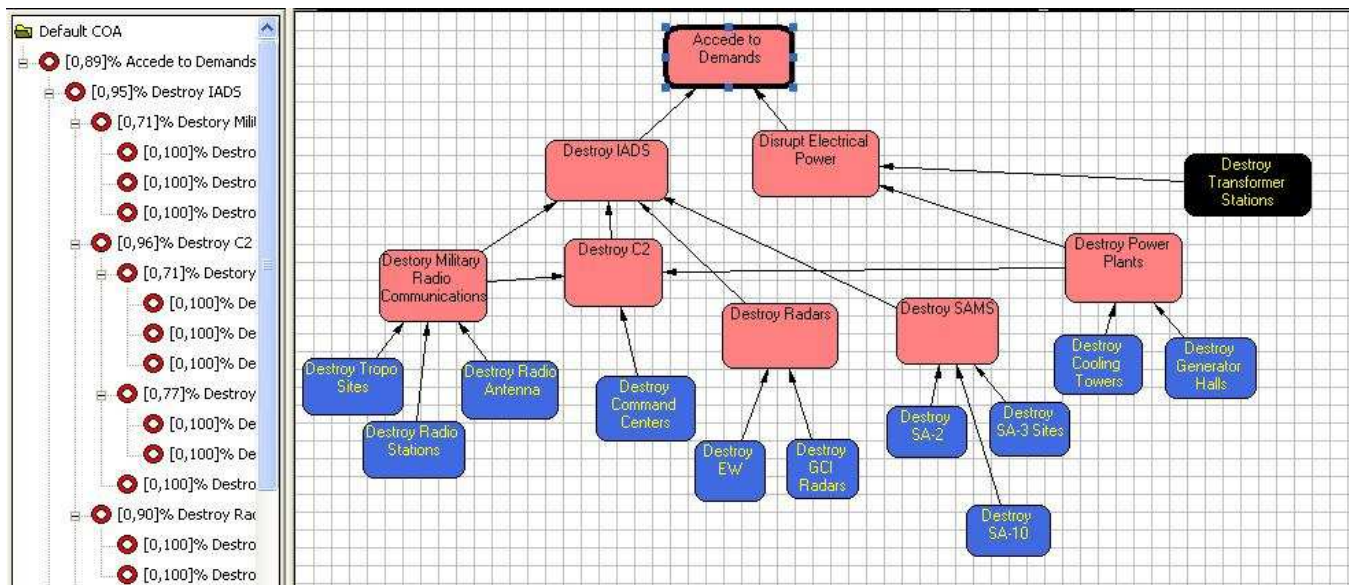 Default COA
[0,89]% Accede to Demands
[0,95]% Destroy IADS
[0,71]% Destory Mili
[0,100]% Destro
[0,100]% Destro
[0,100]% Destro
[0,96]% Destroy C2
[0,71]% Destory
[0,100]% De
[0,100]% De
[0,100]% De
[0,77]% Destroy
[0,100]% De
[0,100]% De
[0,100]% Destro
[0,90]% Destroy Rad
[0,100]% Destro
[0,100]% Destro
Accede to
Demands
Destroy IADS
Disrupt Electrical
Power
Destroy
Transformer
Stations
Destory Military
Radio
Communications
Destroy C2
Destroy Power
Plants
Destroy Radars
Destroy SAMS
Destroy Tropo
Sites
Destroy Radio
Stations
Destroy Radio
Antenna
Destroy
Command
Centers
Destroy
EW
Destroy
GCI
Radars
Destroy
SA-2
Destroy
SA-3 Sites
Destroy
SA-10
Destroy
Cooling
Towers
Destroy
Generator
Halls